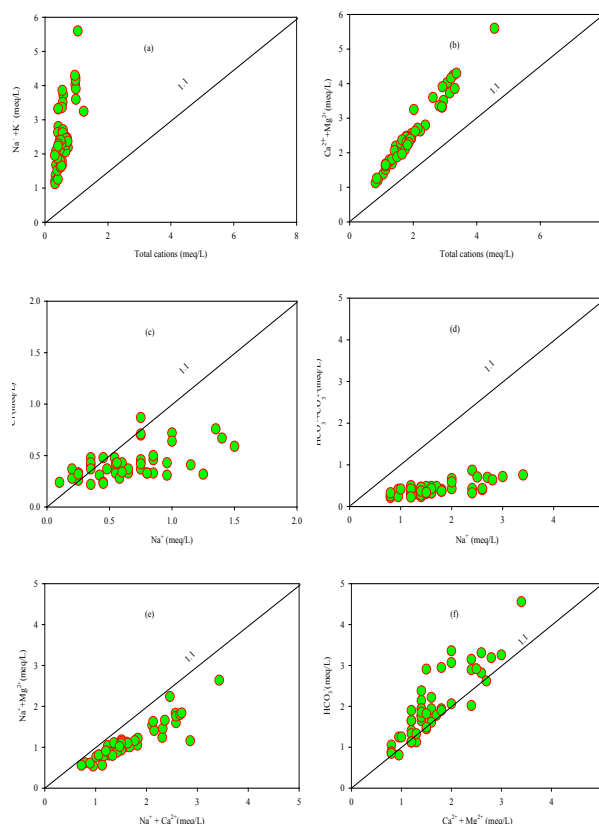 6
5
4
3
2
1
0
Na⁺+K⁺ (meq/L)
(a)
1:1
0 2 4 6 8
Total cations (meq/L)
6
5
4
3
2
1
0
Ca²⁺+Mg²⁺ (meq/L)
(b)
1:1
0 2 4 6
Total cations (meq/L)
2.0
1.5
1.0
0.5
0.0
(meq/L)
(c)
1:1
0.0 0.5 1.0 1.5 2.0
Na⁺ (meq/L)
5
4
3
2
1
0
(meq/L)
(d)
1:1
0 2 4
Na⁺ (meq/L)
5
4
3
2
1
0
Na⁺+Mg²⁺ (meq/L)
(e)
1:1
0 1 2 3 4 5
Na⁺ + Ca²⁺ (meq/L)
5
4
3
2
1
0
HCO₃⁻ (meq/L)
(f)
1:1
0 1 2 3 4
Ca²⁺ + Mg²⁺ (meq/L)